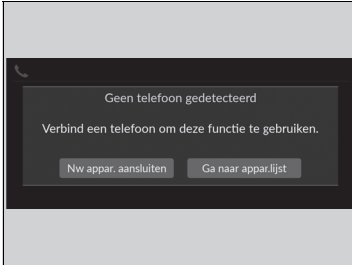 Geen telefoon gedetecteerd
Verbind een telefoon om deze functie te gebruiken.
Nw appar. aansluiten
Ga naar appar.lijst